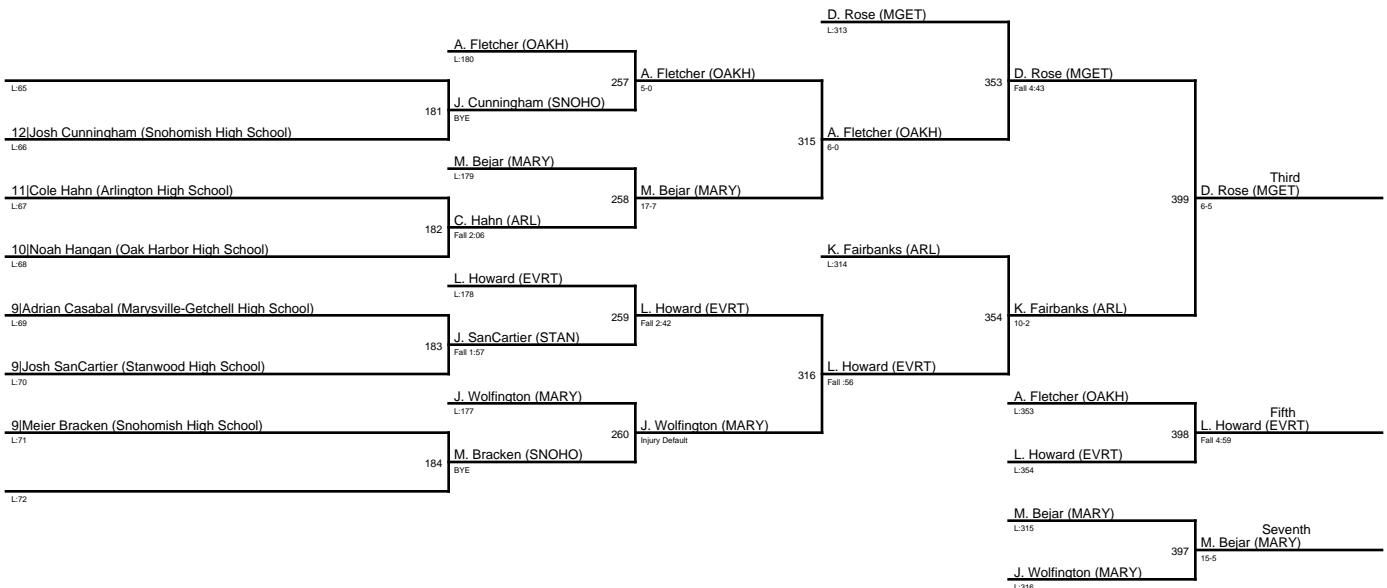 D. Rose (MGET)
L:313
A. Fletcher (OAKH)
L:180
L:65
257
A. Fletcher (OAKH)
5-0
353
D. Rose (MGET)
Fall 4:43
181
J. Cunningham (SNOHO)
BYE
12|Josh Cunningham (Snohomish High School)
L:66
315
A. Fletcher (OAKH)
6-0
M. Bejar (MARY)
L:179
11|Cole Hahn (Arlington High School)
L:67
258
M. Bejar (MARY)
17-7
399
Third
D. Rose (MGET)
6-5
182
C. Hahn (ARL)
Fall 2:06
10|Noah Hangan (Oak Harbor High School)
L:68
K. Fairbanks (ARL)
L:314
L. Howard (EVRT)
L:178
9|Adrian Casabal (Marysville-Getchell High School)
L:69
259
L. Howard (EVRT)
Fall 2:42
354
K. Fairbanks (ARL)
10-2
183
J. SanCartier (STAN)
Fall 1:57
9|Josh SanCartier (Stanwood High School)
L:70
316
L. Howard (EVRT)
Fall :56
J. Wolfington (MARY)
L:177
A. Fletcher (OAKH)
L:353
9|Meier Bracken (Snohomish High School)
L:71
260
J. Wolfington (MARY)
Injury Default
398
Fifth
L. Howard (EVRT)
Fall 4:59
184
M. Bracken (SNOHO)
BYE
L. Howard (EVRT)
L:354
L:72
M. Bejar (MARY)
L:315
397
Seventh
M. Bejar (MARY)
15-5
J. Wolfington (MARY)
L:316